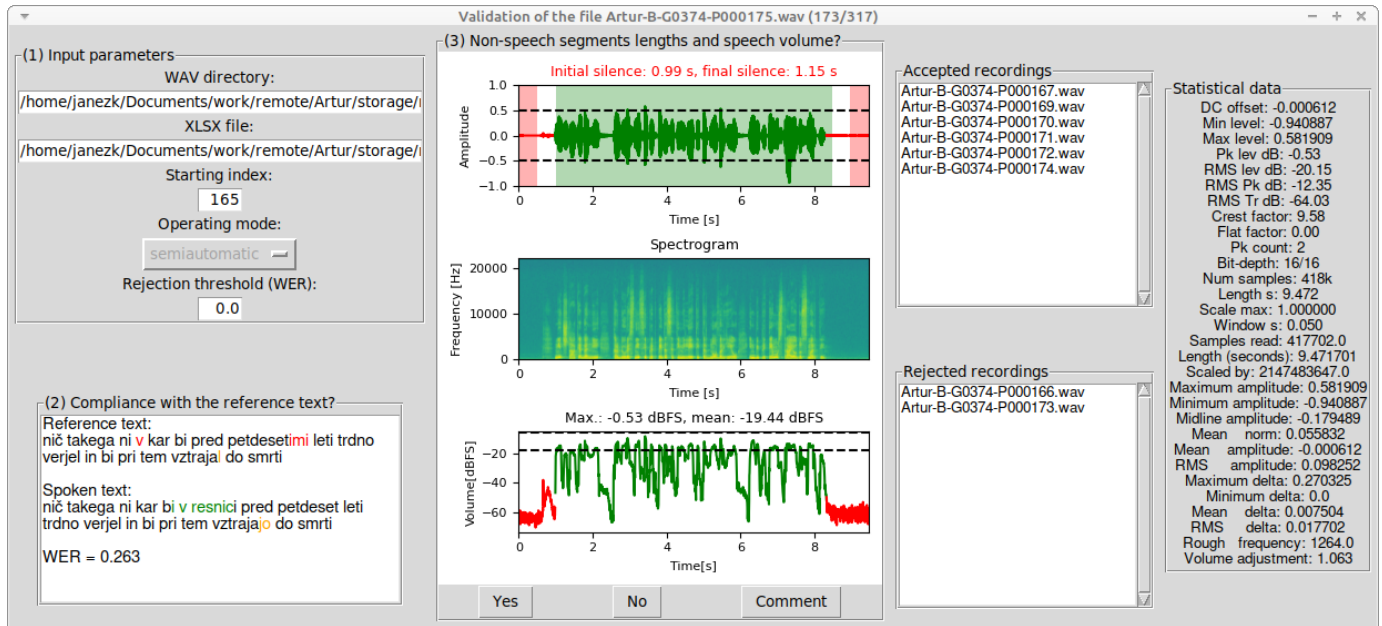 Validation of the file Artur-B-G0374-P000175.wav (173/317)
(1) Input parameters
WAV directory:
/home/janezk/Documents/work/remote/Artur/storage/
XLSX file:
/home/janezk/Documents/work/remote/Artur/storage/
Starting index:
165
Operating mode:
semiautomatic
Rejection threshold (WER):
0.0
(2) Compliance with the reference text?
Reference text:
nič takega ni v kar bi pred petdesetimi leti trdno
verjel in bi pri tem vztrajal do smrti
Spoken text:
nič takega ni kar bi v resnici pred petdeset leti
trdno verjel in bi pri tem vztrajajo do smrti
WER = 0.263
(3) Non-speech segments lengths and speech volume?
Initial silence: 0.99 s, final silence: 1.15 s
Amplitude
1.0
0.5
0.0
−0.5
−1.0
0 2 4 6 8
Time [s]
Spectrogram
Frequency [Hz]
20000
10000
0
0 2 4 6 8
Time [s]
Max.: -0.53 dBFS, mean: -19.44 dBFS
Volume[dBFS]
−20
−40
−60
0 2 4 6 8
Time[s]
Yes No Comment
Accepted recordings
Artur-B-G0374-P000167.wav
Artur-B-G0374-P000169.wav
Artur-B-G0374-P000170.wav
Artur-B-G0374-P000171.wav
Artur-B-G0374-P000172.wav
Artur-B-G0374-P000174.wav
Rejected recordings
Artur-B-G0374-P000166.wav
Artur-B-G0374-P000173.wav
Statistical data
DC offset: -0.000612
Min level: -0.940887
Max level: 0.581909
Pk lev dB: -0.53
RMS lev dB: -20.15
RMS Pk dB: -12.35
RMS Tr dB: -64.03
Crest factor: 9.58
Flat factor: 0.00
Pk count: 2
Bit-depth: 16/16
Num samples: 418k
Length s: 9.472
Scale max: 1.000000
Window s: 0.050
Samples read: 417702.0
Length (seconds): 9.471701
Scaled by: 2147483647.0
Maximum amplitude: 0.581909
Minimum amplitude: -0.940887
Midline amplitude: -0.179489
Mean norm: 0.055832
Mean amplitude: -0.000612
RMS amplitude: 0.098252
Maximum delta: 0.270325
Minimum delta: 0.0
Mean delta: 0.007504
RMS delta: 0.017702
Rough frequency: 1264.0
Volume adjustment: 1.063